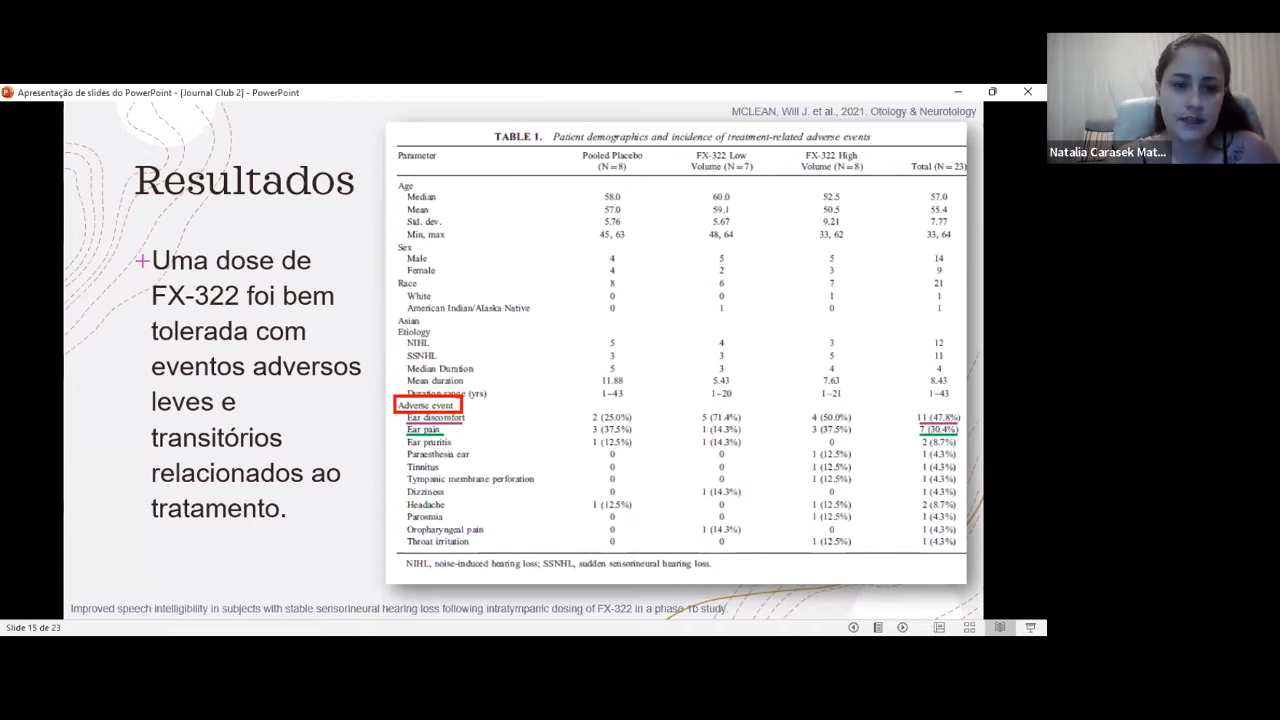 Apresentação de slides do PowerPoint - [Journal Club 2] - PowerPoint
Natalia Carasek Mat...
MCLEAN, Will J. et al., 2021. Otology & Neurotology
Resultados
+Uma dose de
FX-322 foi bem
tolerada com
eventos adversos
leves e
transitórios
relacionados ao
tratamento.
TABLE 1. Patient demographics and incidence of treatment-related adverse events
Parameter Pooled Placebo (N=8) FX-322 Low Volume (N=7) FX-322 High Volume (N=8) Total (N=23)
Age
Median 58.0 60.0 52.5 57.0
Mean 57.0 59.1 50.5 55.4
Std. dev. 5.76 5.67 9.21 7.77
Min, max 45, 63 48, 64 33, 62 33, 64
Sex
Male 4 5 5 14
Female 4 2 3 9
Race 8 6 7 21
White 0 0 1 1
American Indian/Alaska Native 0 1 0 1
Asian
Etiology
NIHL 5 4 3 12
SSNHL 3 3 5 11
Median Duration 5 3 4 4
Mean duration 11.88 5.43 7.63 8.43
Duration range (yrs) 1–43 1–20 1–21 1–43
Adverse event
Ear discomfort 2 (25.0%) 5 (71.4%) 4 (50.0%) 11 (47.8%)
Ear pain 3 (37.5%) 1 (14.3%) 3 (37.5%) 7 (30.4%)
Ear pruritis 1 (12.5%) 1 (14.3%) 0 2 (8.7%)
Paraesthesia ear 0 0 1 (12.5%) 1 (4.3%)
Tinnitus 0 0 1 (12.5%) 1 (4.3%)
Tympanic membrane perforation 0 0 1 (12.5%) 1 (4.3%)
Dizziness 0 1 (14.3%) 0 1 (4.3%)
Headache 1 (12.5%) 0 1 (12.5%) 2 (8.7%)
Parosmia 0 0 1 (12.5%) 1 (4.3%)
Oropharyngeal pain 0 1 (14.3%) 0 1 (4.3%)
Throat irritation 0 0 1 (12.5%) 1 (4.3%)
NIHL, noise-induced hearing loss; SSNHL, sudden sensorineural hearing loss.
Improved speech intelligibility in subjects with stable sensorineural hearing loss following intratympanic dosing of FX-322 in a phase 1b study.
Slide 15 de 23